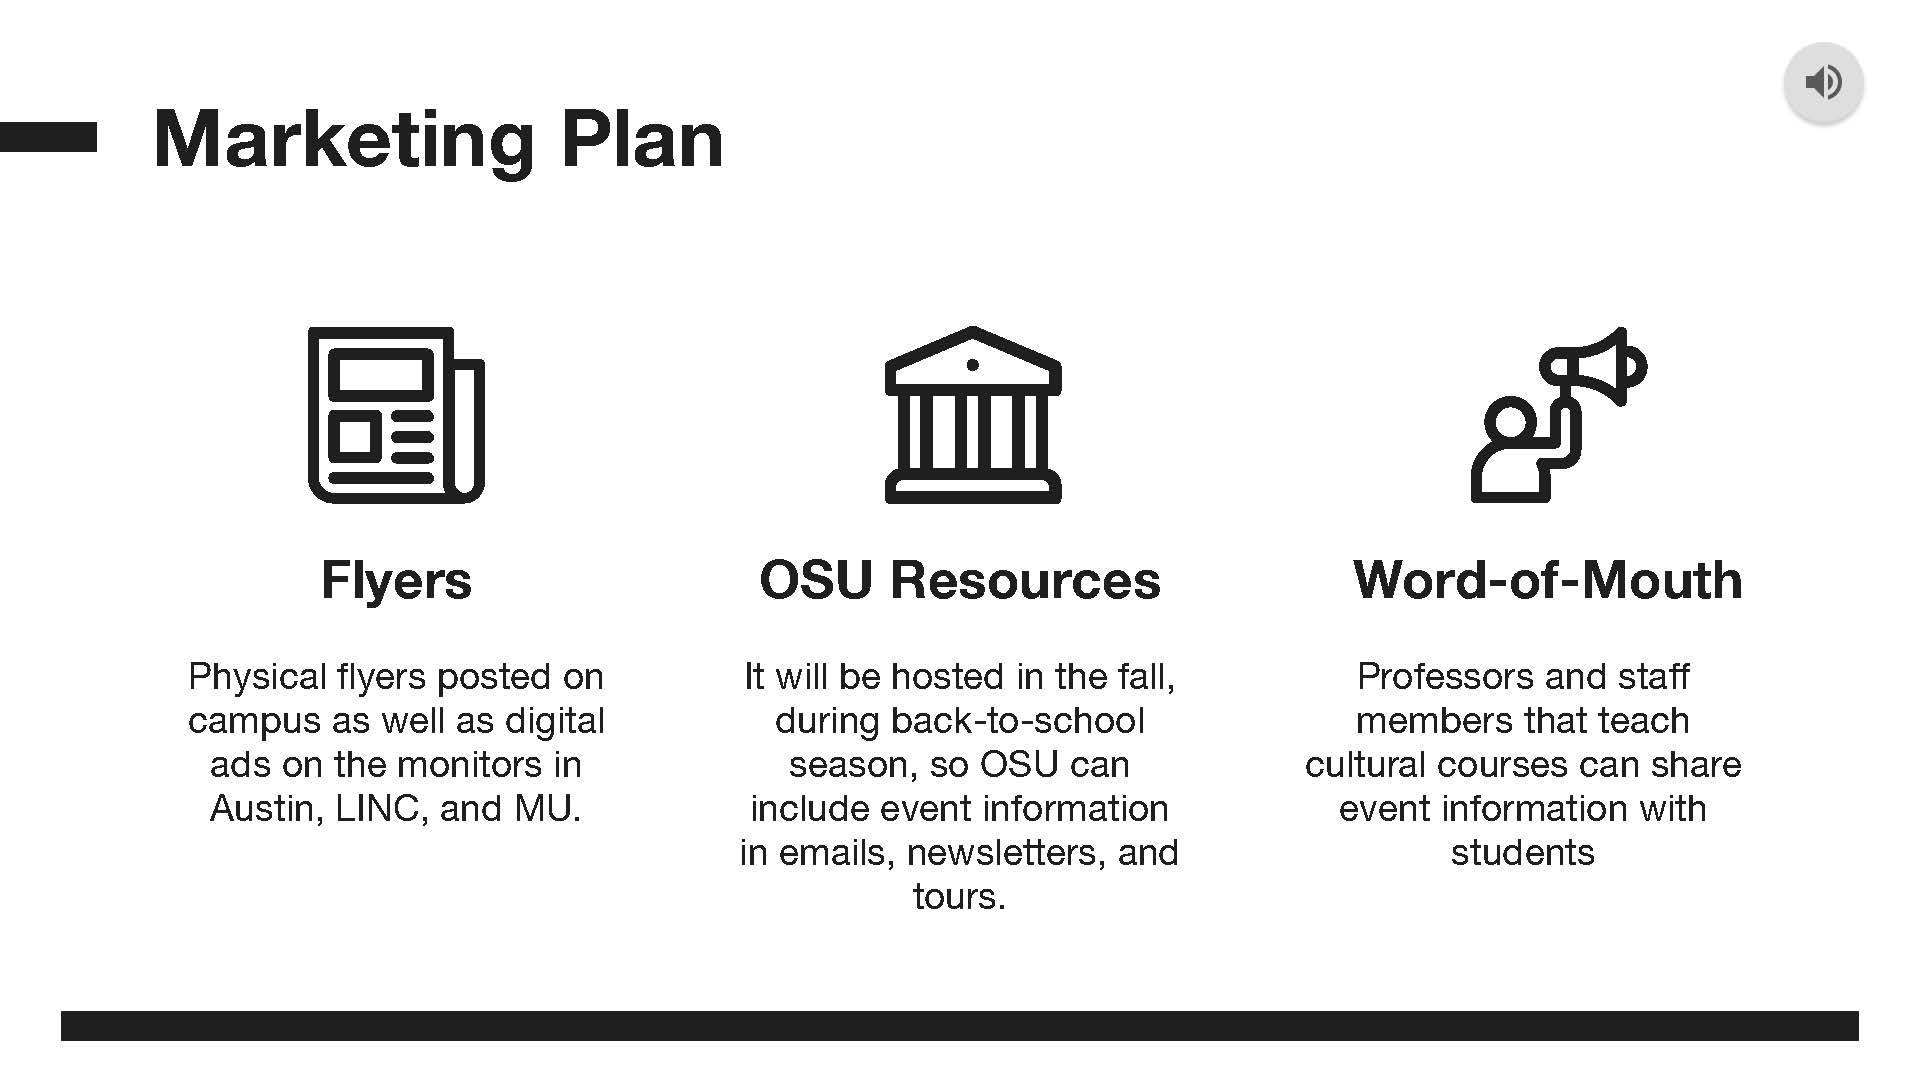 Marketing Plan
Flyers
Physical flyers posted on
campus as well as digital
ads on the monitors in
Austin, LINC, and MU.
OSU Resources
It will be hosted in the fall,
during back-to-school
season, so OSU can
include event information
in emails, newsletters, and
tours.
Word-of-Mouth
Professors and staff
members that teach
cultural courses can share
event information with
students